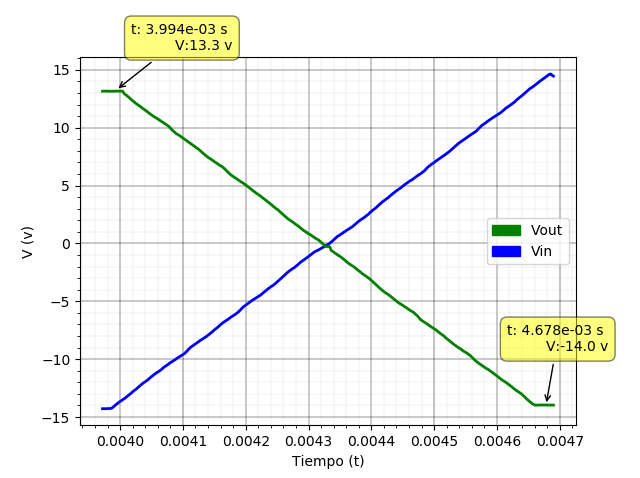 t: 3.994e-03 s
V:13.3 v
15
10
5
0
−5
−10
−15
V (v)
Vout
Vin
t: 4.678e-03 s
V:-14.0 v
0.0040 0.0041 0.0042 0.0043 0.0044 0.0045 0.0046 0.0047
Tiempo (t)